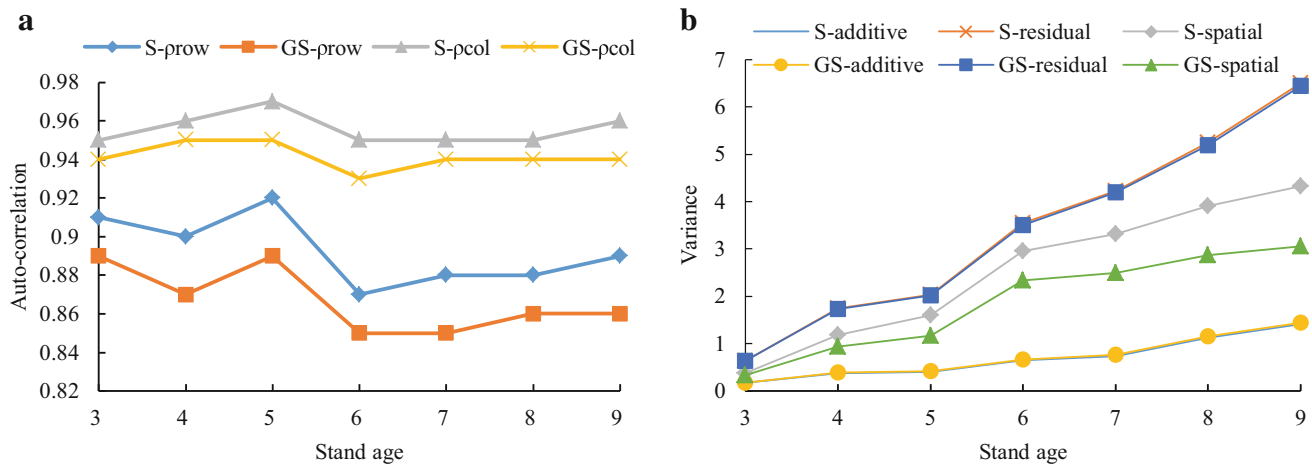 a
S-ρrow GS-ρrow S-ρcol GS-ρcol
0.98
0.96
0.94
0.92
0.9
0.88
0.86
0.84
0.82
Auto-correlation
3 4 5 6 7 8 9
Stand age
b
S-additive S-residual S-spatial
GS-additive GS-residual GS-spatial
7
6
5
4
3
2
1
0
Variance
3 4 5 6 7 8 9
Stand age